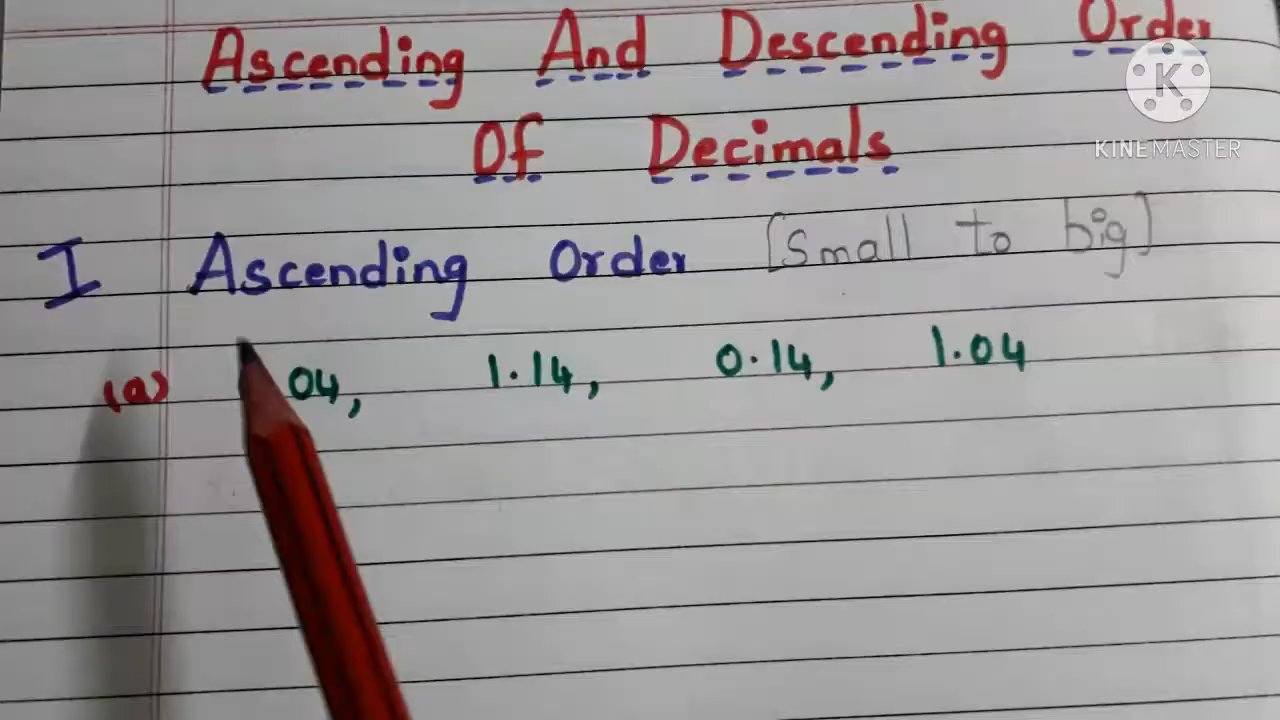 Ascending And Descending Order
Of Decimals
I Ascending Order [Small to big]
(a) 04, 1.14, 0.14, 1.04
K
KINEMASTER